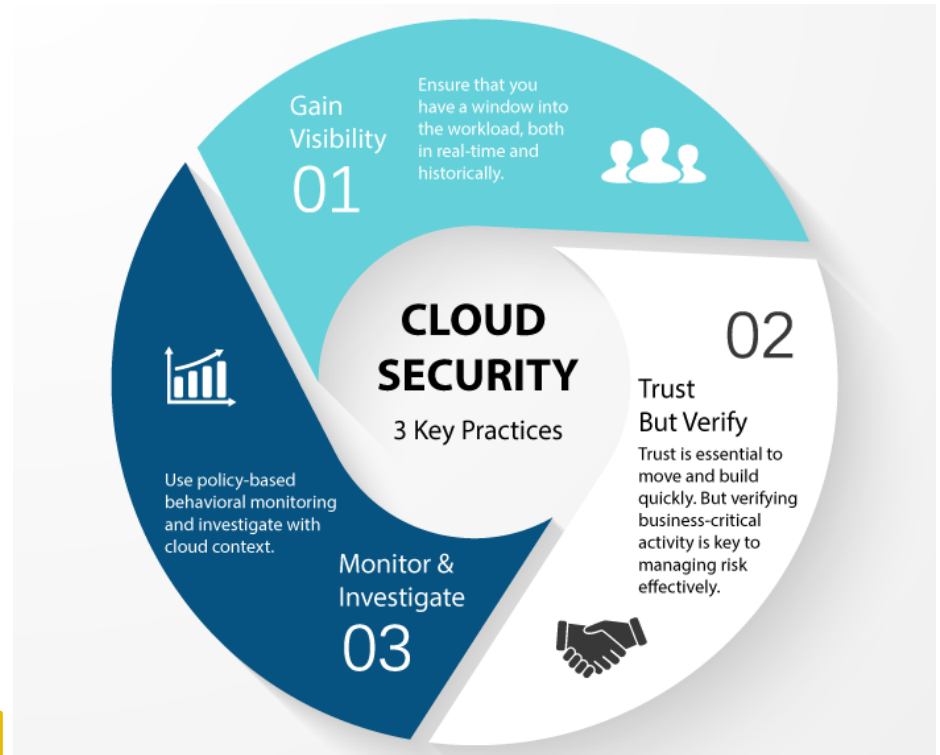 CLOUD
SECURITY
3 Key Practices
Gain
Visibility
01
Ensure that you
have a window into
the workload, both
in real-time and
historically.
02
Trust
But Verify
Trust is essential to
move and build
quickly. But verifying
business-critical
activity is key to
managing risk
effectively.
Use policy-based
behavioral monitoring
and investigate with
cloud context.
Monitor &
Investigate
03